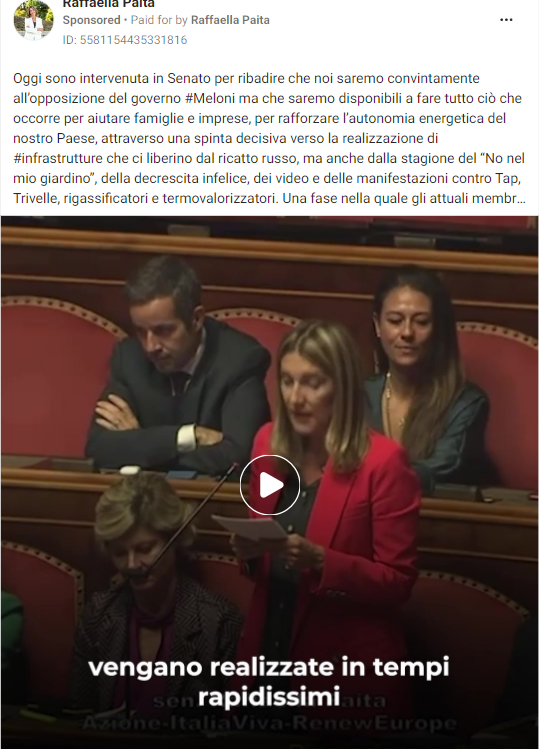 Raffaella Paita
Sponsored • Paid for by Raffaella Paita
ID: 5581154435331816
Oggi sono intervenuta in Senato per ribadire che noi saremo convintamente
all'opposizione del governo #Meloni ma che saremo disponibili a fare tutto ciò che
occorre per aiutare famiglie e imprese, per rafforzare l'autonomia energetica del
nostro Paese, attraverso una spinta decisiva verso la realizzazione di
#infrastrutture che ci liberino dal ricatto russo, ma anche dalla stagione del “No nel
mio giardino”, della decrescita infelice, dei video e delle manifestazioni contro Tap,
Trivelle, rigassificatori e termovalorizzatori. Una fase nella quale gli attuali membr...
vengano realizzate in tempi
rapidissimi
sen. aita
Azione-ItaliaViva-RenewEurope